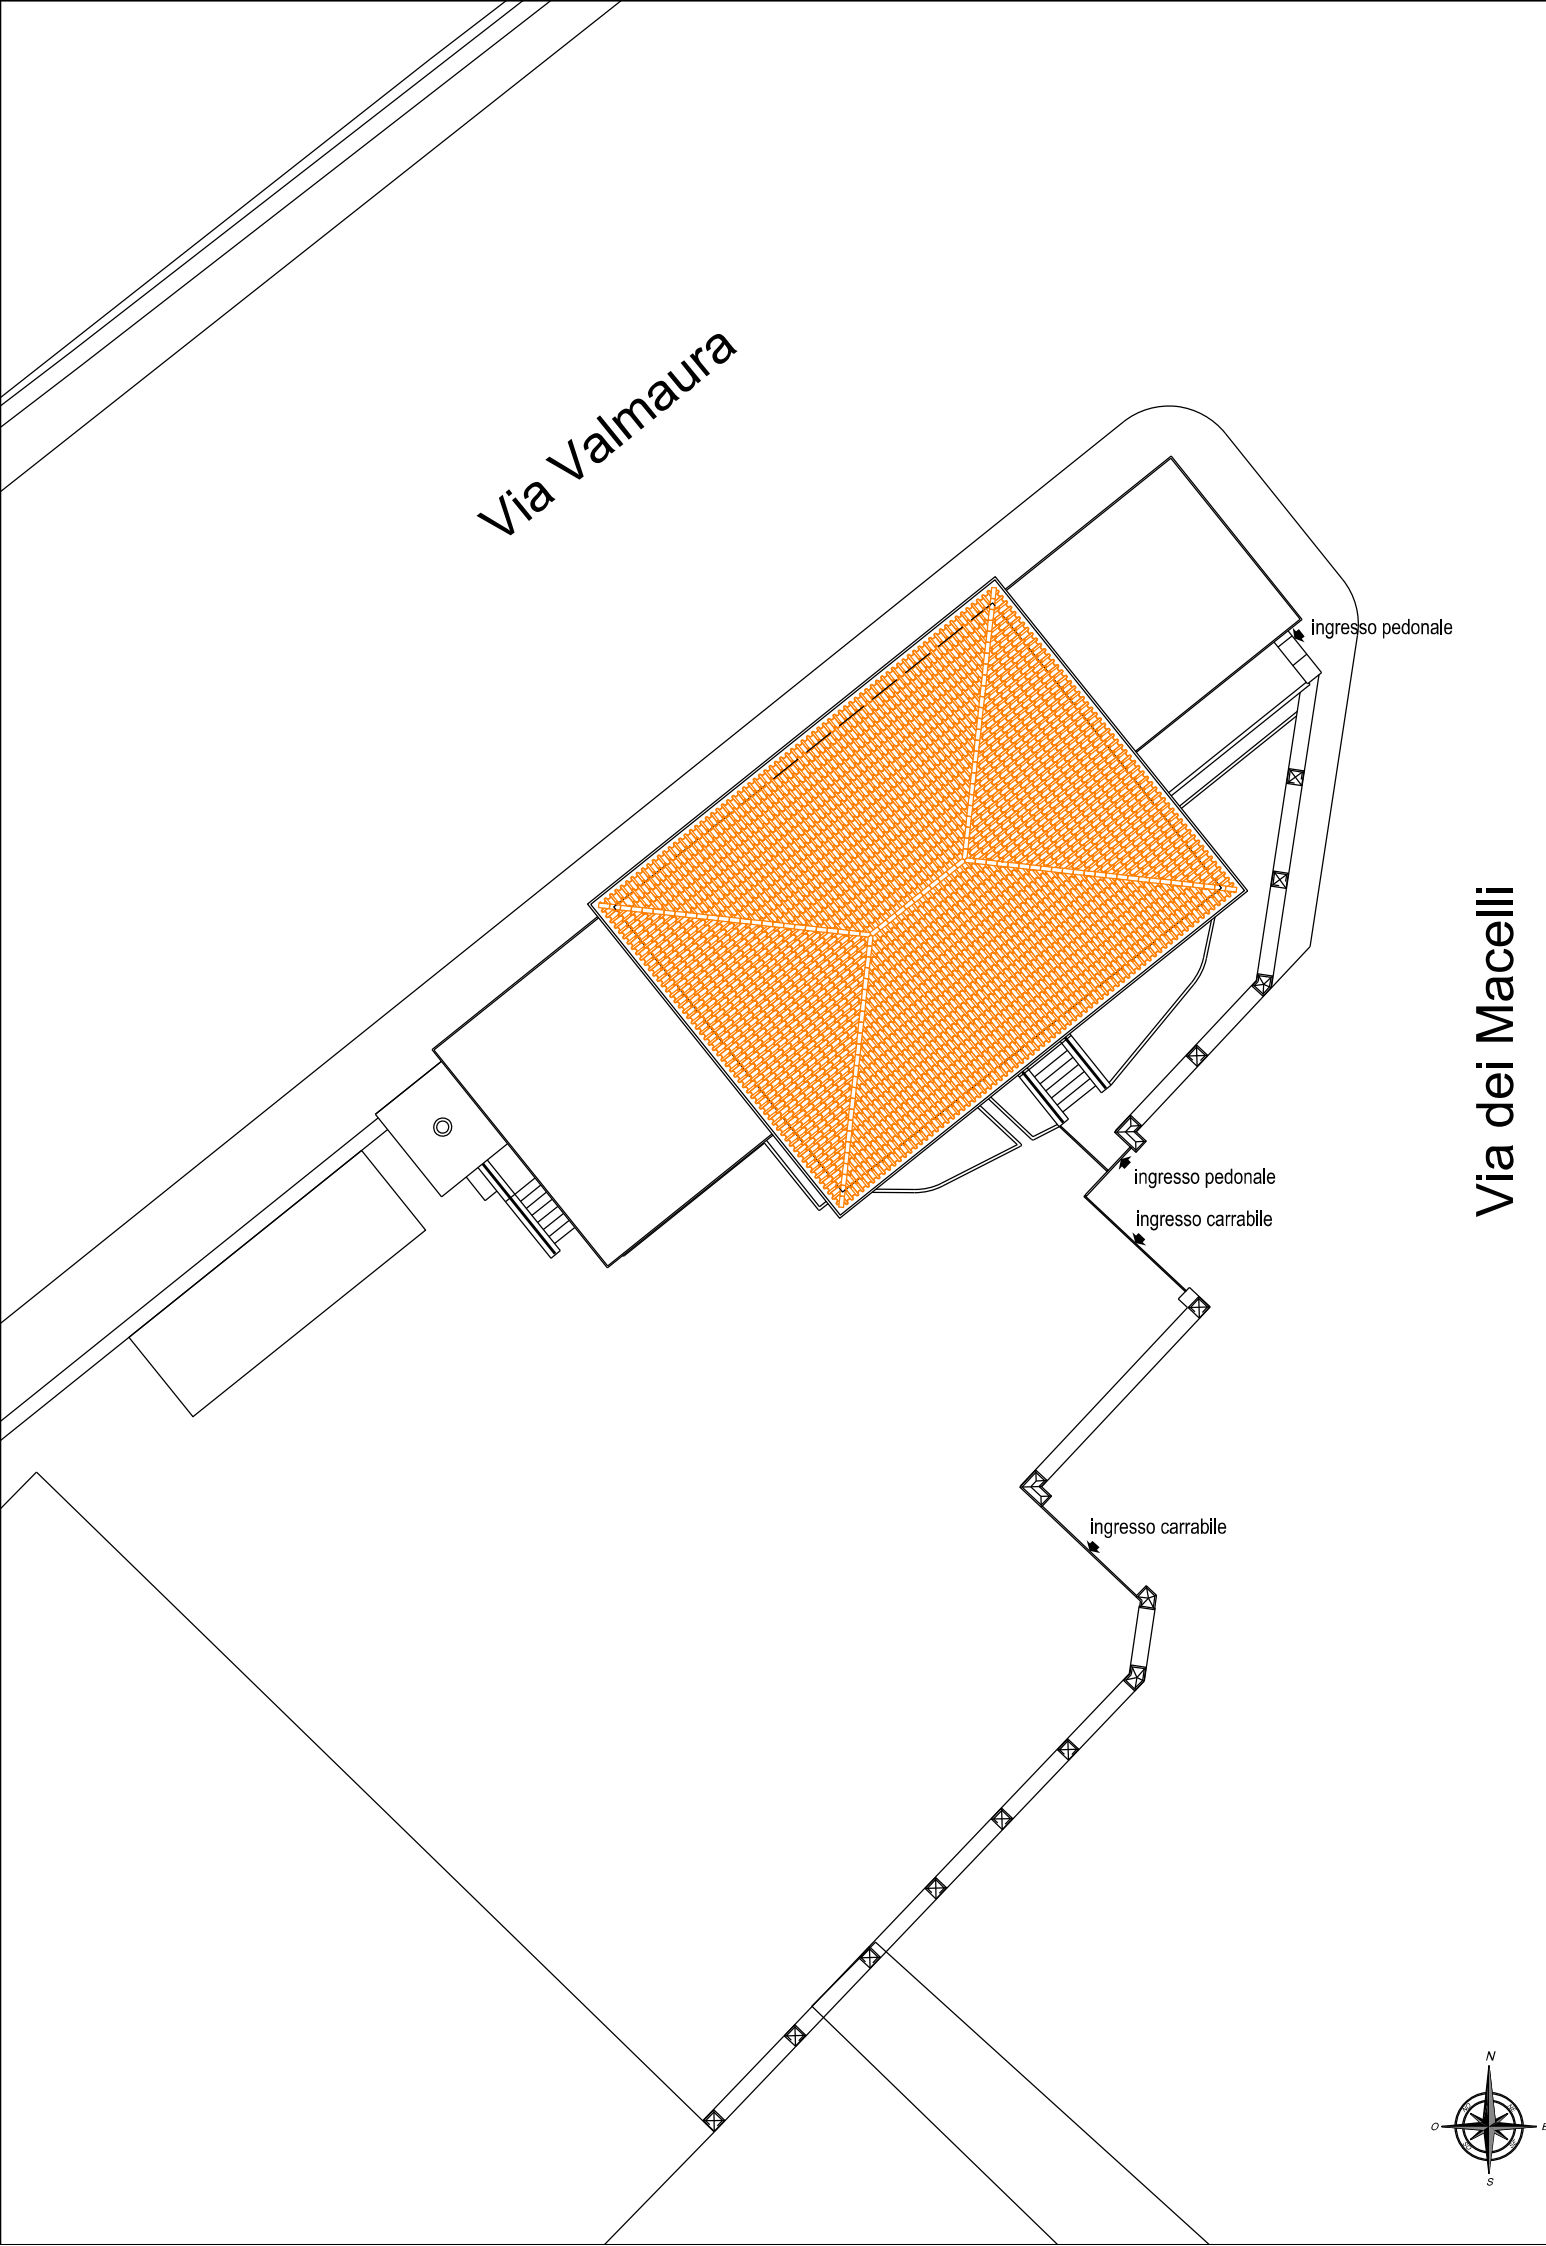 Via Valmaura
ingresso pedonale
Via dei Macelli
ingresso pedonale
ingresso carrabile
ingresso carrabile
N
O
E
S